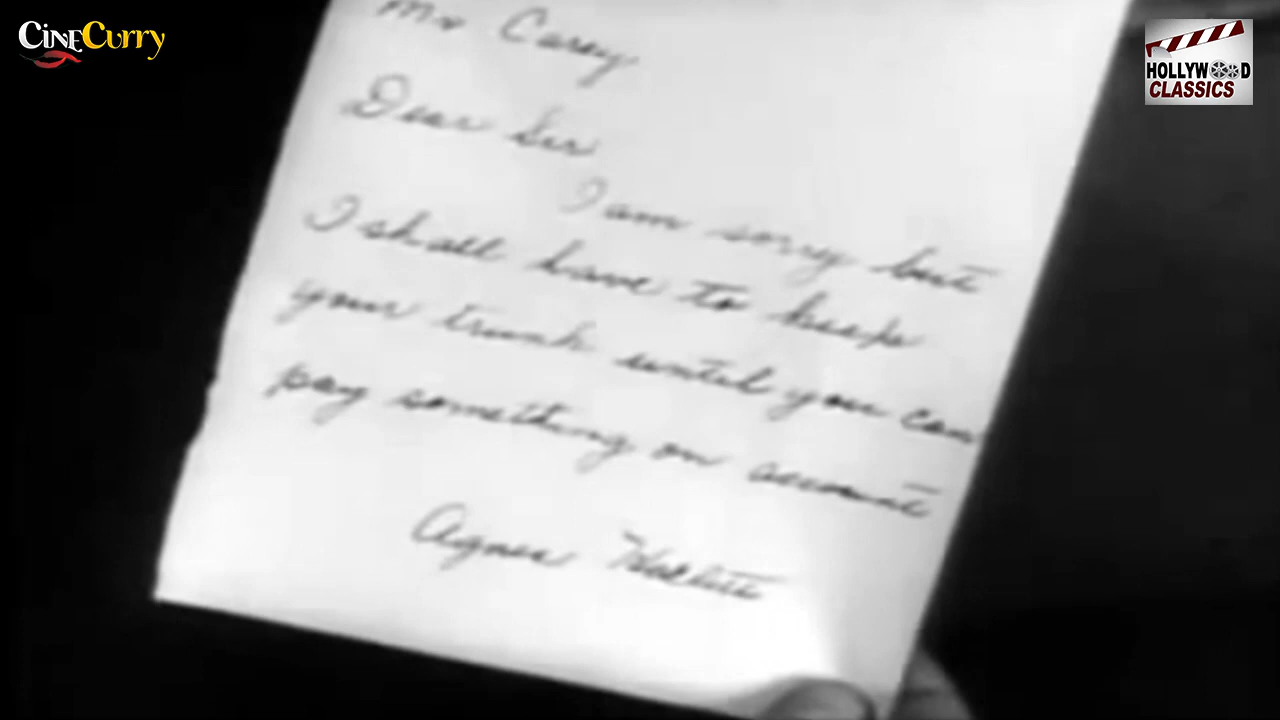 CINECURRY
HOLLYWOOD
CLASSICS
Mr Carey.
Dear Sir
I am sorry but
I shall have to keep
your trunk until you can
pay something on account
Agnes